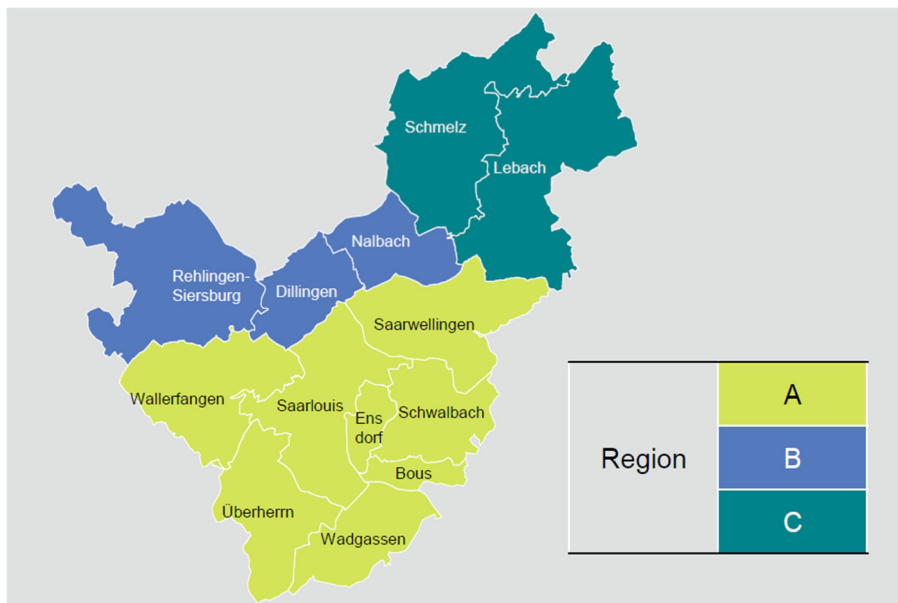 Schmelz
Lebach
Nalbach
Rehlingen-
Siersburg
Dillingen
Saarwellingen
Wallerfangen
Saarlouis
Ens
dorf
Schwalbach
Bous
Überherrn
Wadgassen
Region
A
B
C